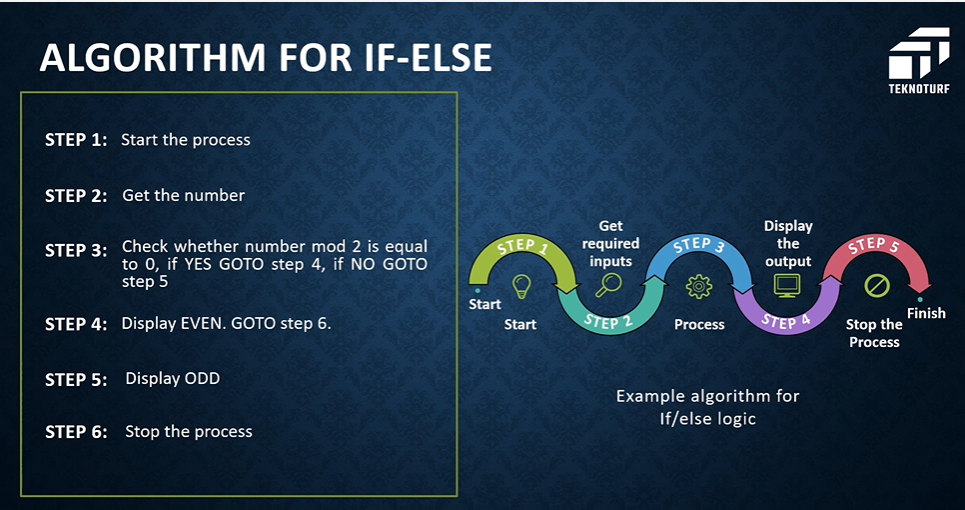 ALGORITHM FOR IF-ELSE
TEKNOTURF
STEP 1: Start the process
STEP 2: Get the number
STEP 3: Check whether number mod 2 is equal
to 0, if YES GOTO step 4, if NO GOTO
step 5
STEP 4: Display EVEN. GOTO step 6.
STEP 5: Display ODD
STEP 6: Stop the process
STEP 1
Start
Start
Get
required
inputs
STEP 2
STEP 3
Process
Display
the
output
STEP 4
STEP 5
Stop the
Process
Finish
Example algorithm for
If/else logic